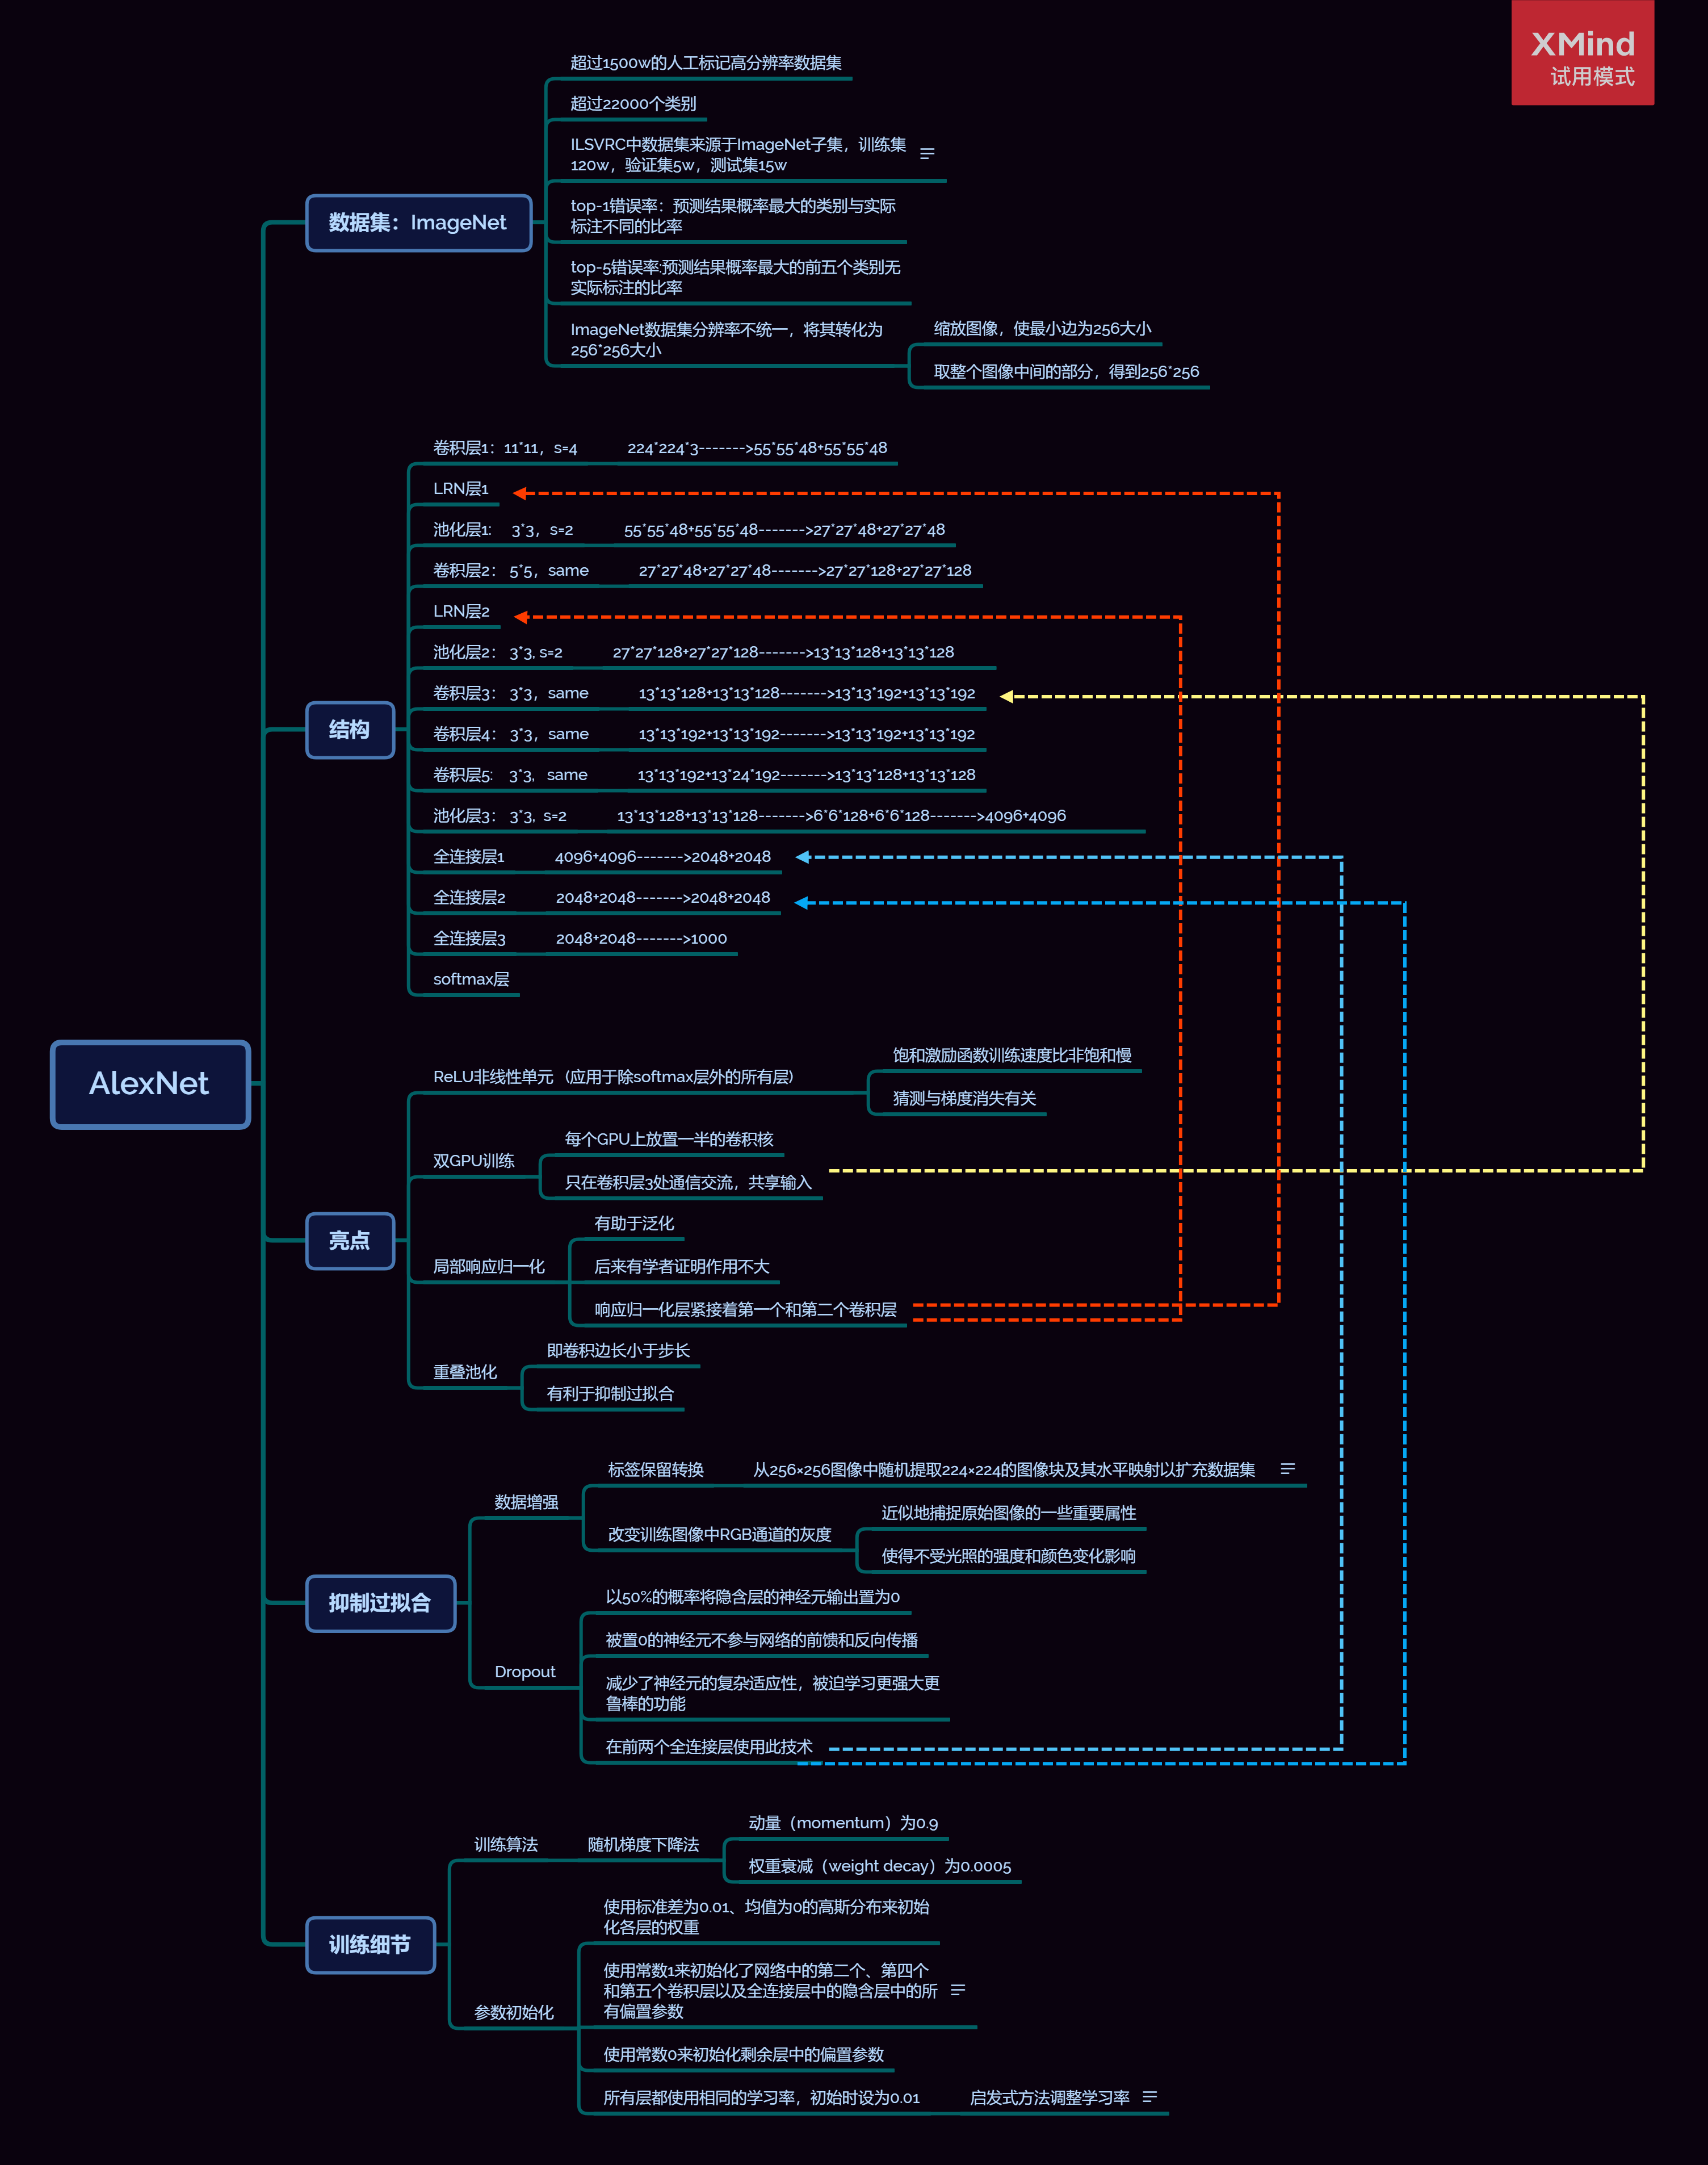 XMind
试用模式
AlexNet
数据集：ImageNet
超过1500w的人工标记高分辨率数据集
超过22000个类别
ILSVRC中数据集来源于ImageNet子集，训练集
120w，验证集5w，测试集15w
top-1错误率：预测结果概率最大的类别与实际
标注不同的比率
top-5错误率:预测结果概率最大的前五个类别无
实际标注的比率
ImageNet数据集分辨率不统一，将其转化为
256*256大小
缩放图像，使最小边为256大小
取整个图像中间的部分，得到256*256
结构
卷积层1：11*11，s=4 224*224*3------->55*55*48+55*55*48
LRN层1
池化层1: 3*3，s=2 55*55*48+55*55*48------->27*27*48+27*27*48
卷积层2： 5*5，same 27*27*48+27*27*48------->27*27*128+27*27*128
LRN层2
池化层2： 3*3, s=2 27*27*128+27*27*128------->13*13*128+13*13*128
卷积层3： 3*3，same 13*13*128+13*13*128------->13*13*192+13*13*192
卷积层4： 3*3，same 13*13*192+13*13*192------->13*13*192+13*13*192
卷积层5: 3*3, same 13*13*192+13*24*192------->13*13*128+13*13*128
池化层3： 3*3, s=2 13*13*128+13*13*128------->6*6*128+6*6*128------->4096+4096
全连接层1 4096+4096------->2048+2048
全连接层2 2048+2048------->2048+2048
全连接层3 2048+2048------->1000
softmax层
亮点
ReLU非线性单元（应用于除softmax层外的所有层）
饱和激励函数训练速度比非饱和慢
猜测与梯度消失有关
双GPU训练
每个GPU上放置一半的卷积核
只在卷积层3处通信交流，共享输入
局部响应归一化
有助于泛化
后来有学者证明作用不大
响应归一化层紧接着第一个和第二个卷积层
重叠池化
即卷积边长小于步长
有利于抑制过拟合
抑制过拟合
数据增强
标签保留转换 从256×256图像中随机提取224×224的图像块及其水平映射以扩充数据集
改变训练图像中RGB通道的灰度
近似地捕捉原始图像的一些重要属性
使得不受光照的强度和颜色变化影响
Dropout
以50%的概率将隐含层的神经元输出置为0
被置0的神经元不参与网络的前馈和反向传播
减少了神经元的复杂适应性，被迫学习更强大更
鲁棒的功能
在前两个全连接层使用此技术
训练细节
训练算法 随机梯度下降法
动量（momentum）为0.9
权重衰减（weight decay）为0.0005
参数初始化
使用标准差为0.01、均值为0的高斯分布来初始
化各层的权重
使用常数1来初始化了网络中的第二个、第四个
和第五个卷积层以及全连接层中的隐含层中的所
有偏置参数
使用常数0来初始化剩余层中的偏置参数
所有层都使用相同的学习率，初始时设为0.01 启发式方法调整学习率